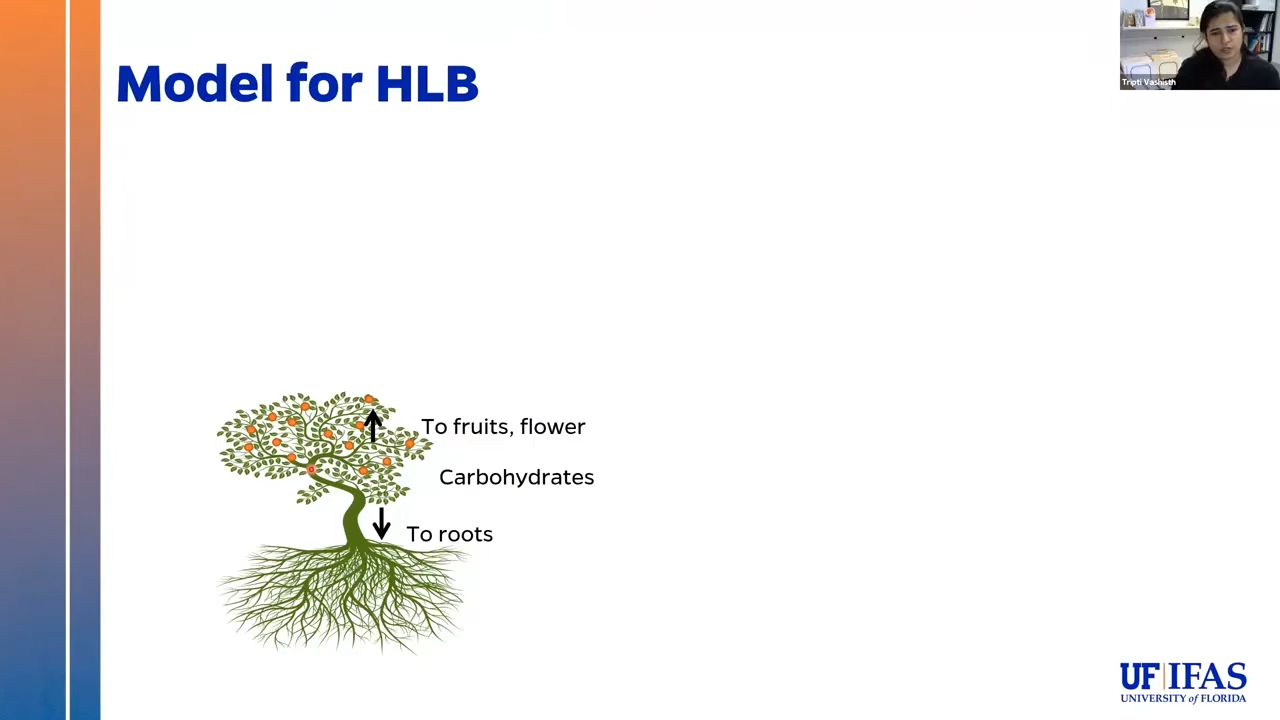 Model for HLB
Tripti Vashisth
To fruits, flower
Carbohydrates
To roots
UF|IFAS
UNIVERSITY of FLORIDA